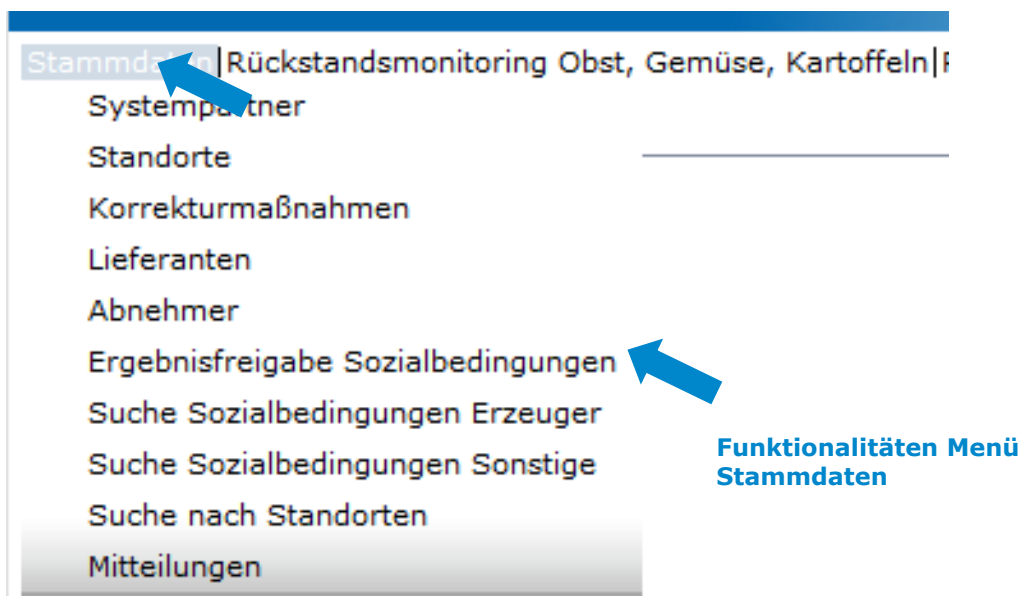 Stammdaten|Rückstandsmonitoring Obst, Gemüse, Kartoffeln|
Systempartner
Standorte
Korrekturmaßnahmen
Lieferanten
Abnehmer
Ergebnisfreigabe Sozialbedingungen
Suche Sozialbedingungen Erzeuger
Suche Sozialbedingungen Sonstige
Funktionalitäten Menü
Stammdaten
Suche nach Standorten
Mitteilungen